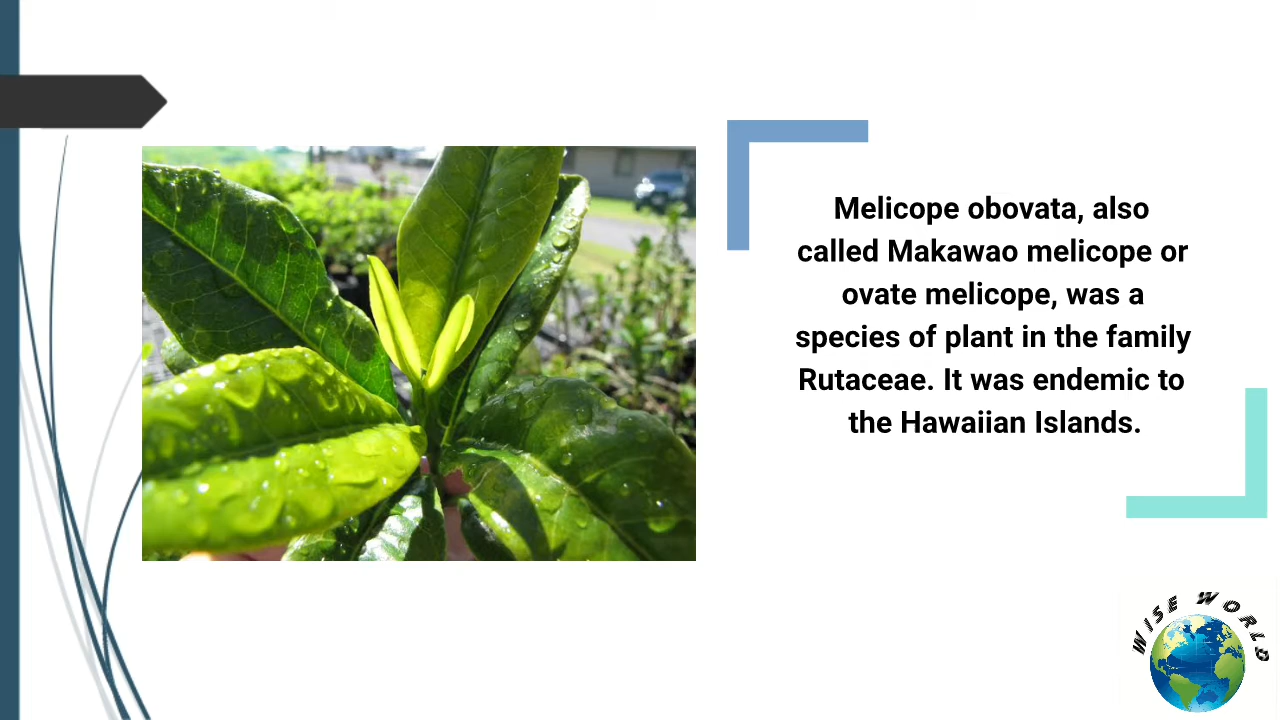 Melicope obovata, also
called Makawao melicope or
ovate melicope, was a
species of plant in the family
Rutaceae. It was endemic to
the Hawaiian Islands.
WISE WORLD